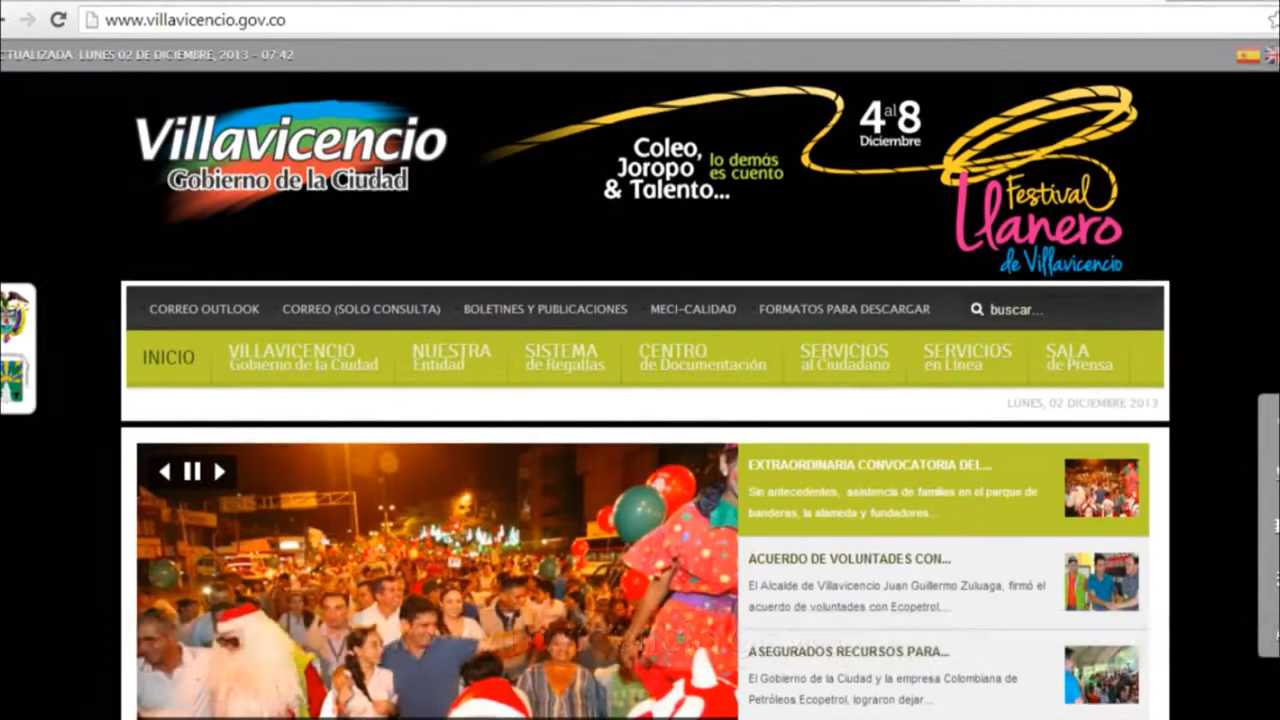 www.villavicencio.gov.co
CTUALIZADA LUNES 02 DE DICIEMBRE, 2013 - 07:42
Villavicencio
Gobierno de la Ciudad
Coleo,
Joropo
& Talento...
lo demás
es cuento
4 al 8
Diciembre
Festival
Llanero
de Villavicencio
CORREO OUTLOOK CORREO (SOLO CONSULTA) BOLETINES Y PUBLICACIONES MECI-CALIDAD FORMATOS PARA DESCARGAR buscar...
INICIO
VILLAVICENCIO
Gobierno de la Ciudad
NUESTRA
Entidad
SISTEMA
de Regalías
CENTRO
de Documentación
SERVICIOS
al Ciudadano
SERVICIOS
en Línea
SALA
de Prensa
LUNES, 02 DICIEMBRE 2013
EXTRAORDINARIA CONVOCATORIA DEL...
Sin antecedentes, asistencia de familias en el parque de
banderas, la alameda y fundadores...
ACUERDO DE VOLUNTADES CON...
El Alcalde de Villavicencio Juan Guillermo Zuluaga, firmó el
acuerdo de voluntades con Ecopetrol,...
ASEGURADOS RECURSOS PARA...
El Gobierno de la Ciudad y la empresa Colombiana de
Petróleos Ecopetrol, lograron dejar...